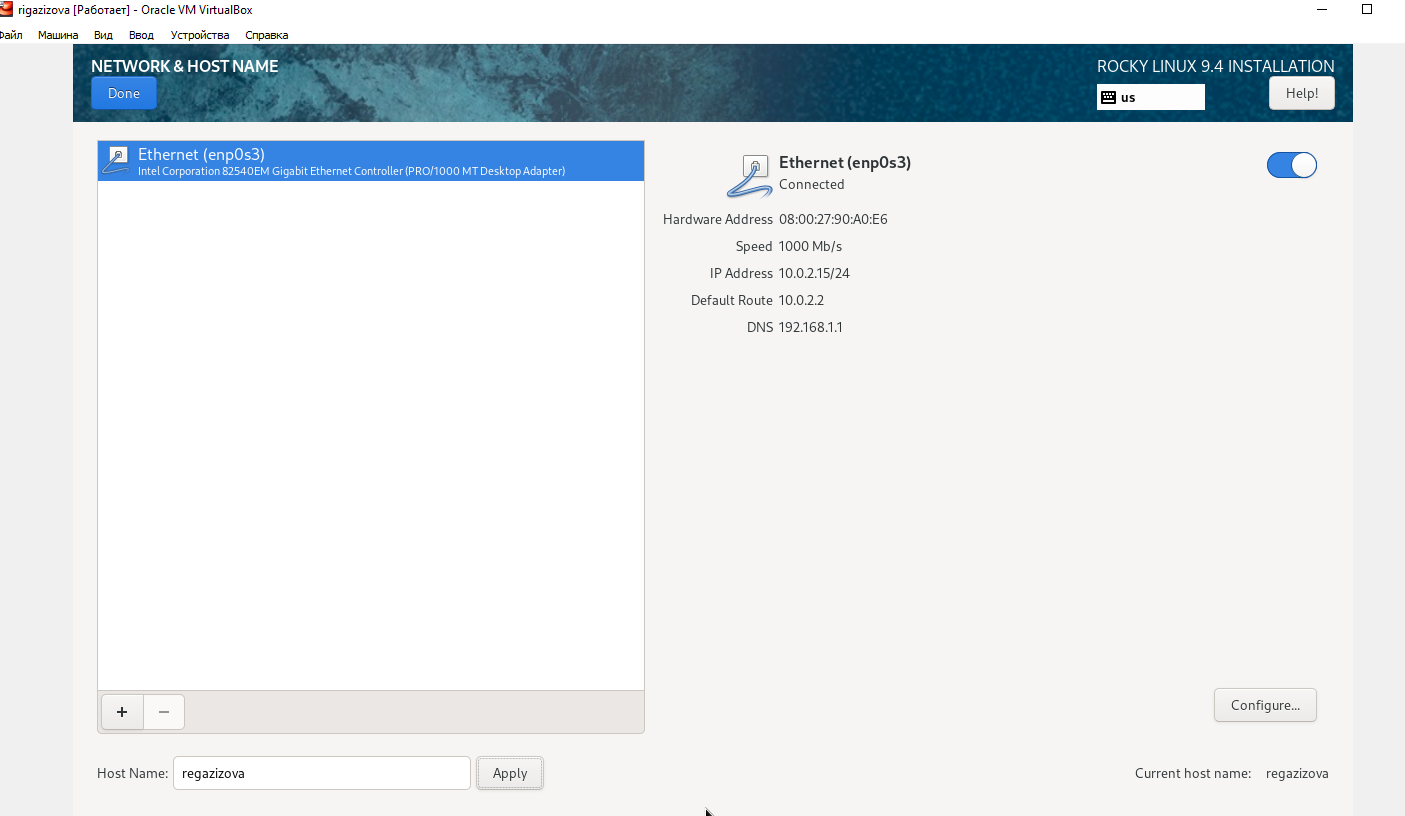 rigazizova [Работает] - Oracle VM VirtualBox
Файл Машина Вид Ввод Устройства Справка
NETWORK & HOST NAME
ROCKY LINUX 9.4 INSTALLATION
Done
us
Help!
Ethernet (enp0s3)
Intel Corporation 82540EM Gigabit Ethernet Controller (PRO/1000 MT Desktop Adapter)
Ethernet (enp0s3)
Connected
Hardware Address 08:00:27:90:A0:E6
Speed 1000 Mb/s
IP Address 10.0.2.15/24
Default Route 10.0.2.2
DNS 192.168.1.1
+ −
Configure...
Host Name: regazizova Apply
Current host name: regazizova